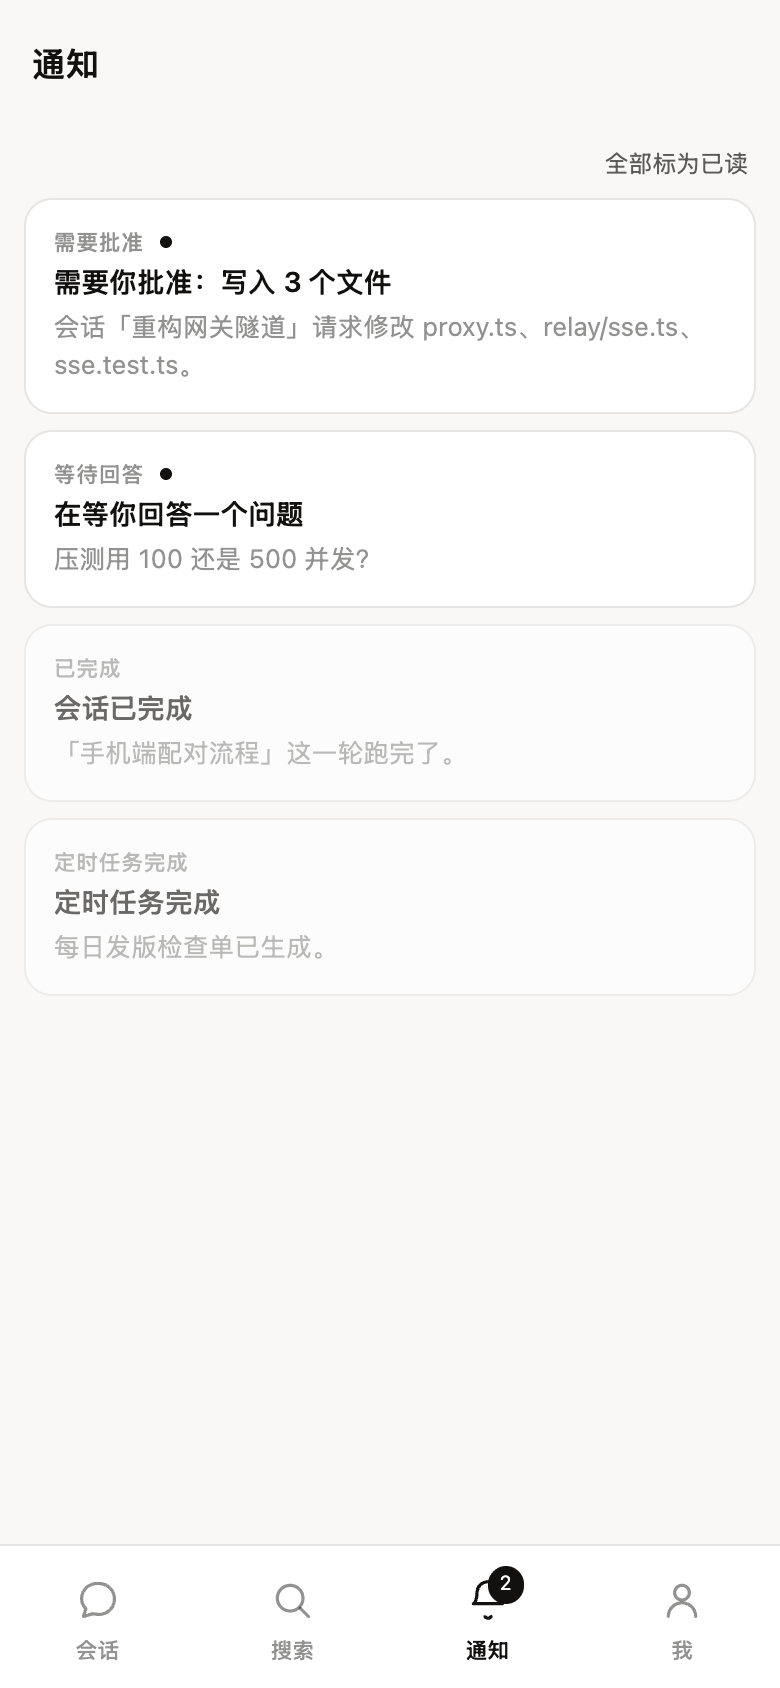 通知
全部标为已读
需要批准
需要你批准：写入 3 个文件
会话「重构网关隧道」请求修改 proxy.ts、relay/sse.ts、
sse.test.ts。
等待回答
在等你回答一个问题
压测用 100 还是 500 并发?
已完成
会话已完成
「手机端配对流程」这一轮跑完了。
定时任务完成
定时任务完成
每日发版检查单已生成。
2
会话
搜索
通知
我